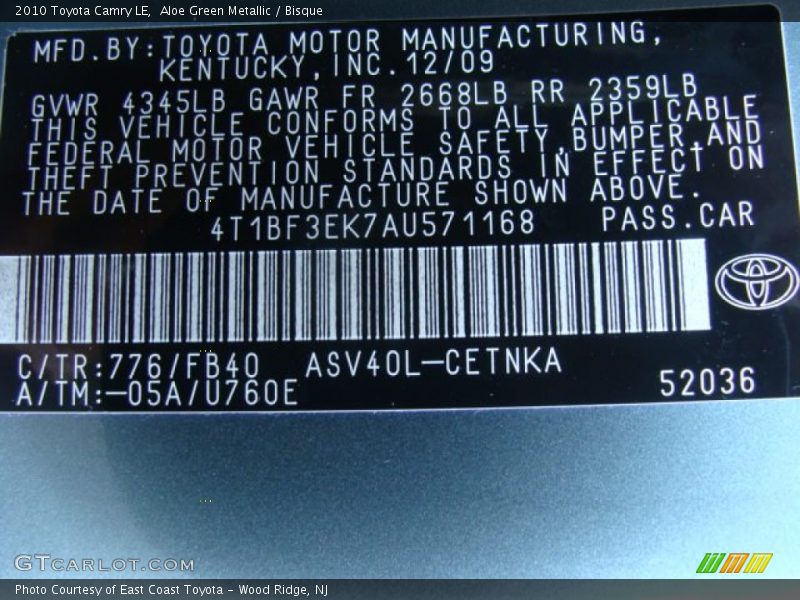 2010 Toyota Camry LE, Aloe Green Metallic / Bisque
MFD.BY:TOYOTA MOTOR MANUFACTURING,
KENTUCKY,INC.12/09
GVWR 4345LB GAWR FR 2668LB RR 2359LB
THIS VEHICLE CONFORMS TO ALL APPLICABLE
FEDERAL MOTOR VEHICLE SAFETY,BUMPER,AND
THEFT PREVENTION STANDARDS IN EFFECT ON
THE DATE OF MANUFACTURE SHOWN ABOVE.
4T1BF3EK7AU571168 PASS.CAR
C/TR:776/FB40 ASV40L-CETNKA
A/TM:-05A/U760E 52036
GTCARLOT.COM
Photo Courtesy of East Coast Toyota - Wood Ridge, NJ